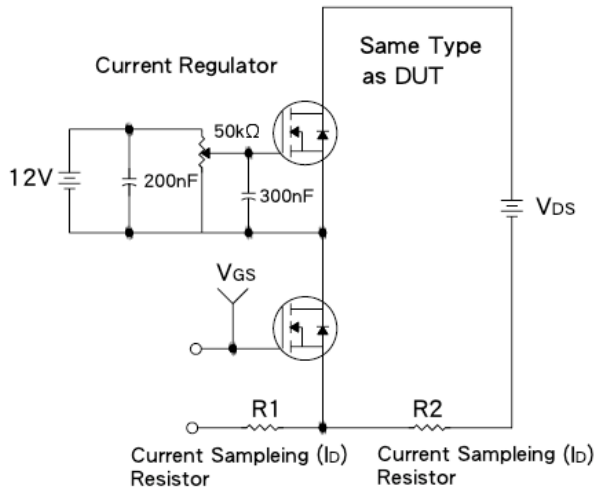 Same Type
as DUT
Current Regulator
50kΩ
12V
200nF
300nF
VDS
VGS
R1
R2
Current Sampleing (ID)
Resistor
Current Sampleing (ID)
Resistor